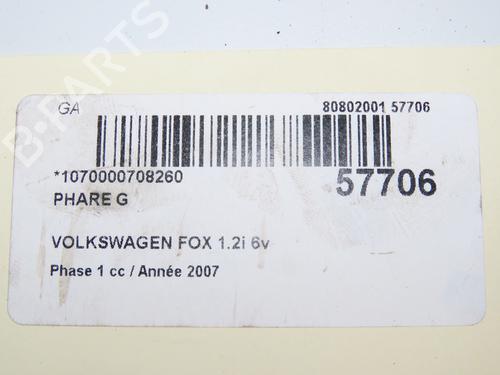 GA 80802001 57706
*1070000708260 57706
PHARE G
VOLKSWAGEN FOX 1.2i 6v
Phase 1 cc / Année 2007
B-PARTS